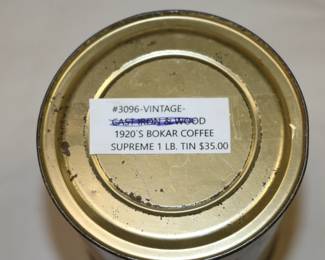 #3096-VINTAGE-
CAST IRON & WOOD
1920`S BOKAR COFFEE
SUPREME 1 LB. TIN $35.00